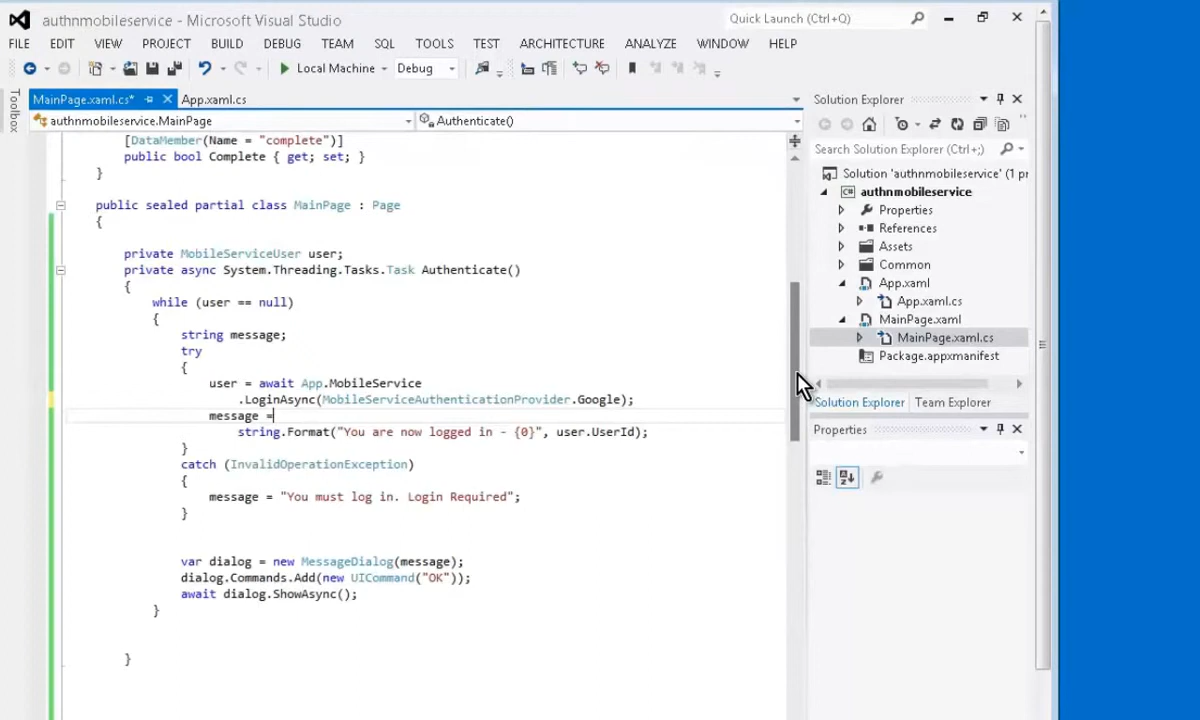 authnmobileservice - Microsoft Visual Studio
Quick Launch (Ctrl+Q)
FILE EDIT VIEW PROJECT BUILD DEBUG TEAM SQL TOOLS TEST ARCHITECTURE ANALYZE WINDOW HELP
Local Machine Debug
Toolbox
MainPage.xaml.cs* App.xaml.cs
authnmobileservice.MainPage Authenticate()
[DataMember(Name = "complete")]
public bool Complete { get; set; }
}
public sealed partial class MainPage : Page
{
private MobileServiceUser user;
private async System.Threading.Tasks.Task Authenticate()
{
while (user == null)
{
string message;
try
{
user = await App.MobileService
.LoginAsync(MobileServiceAuthenticationProvider.Google);
message =
string.Format("You are now logged in - {0}", user.UserId);
}
catch (InvalidOperationException)
{
message = "You must log in. Login Required";
}
var dialog = new MessageDialog(message);
dialog.Commands.Add(new UICommand("OK"));
await dialog.ShowAsync();
}
}
Solution Explorer
Search Solution Explorer (Ctrl+;)
Solution 'authnmobileservice' (1 pr
authnmobileservice
Properties
References
Assets
Common
App.xaml
App.xaml.cs
MainPage.xaml
MainPage.xaml.cs
Package.appxmanifest
Solution Explorer Team Explorer
Properties